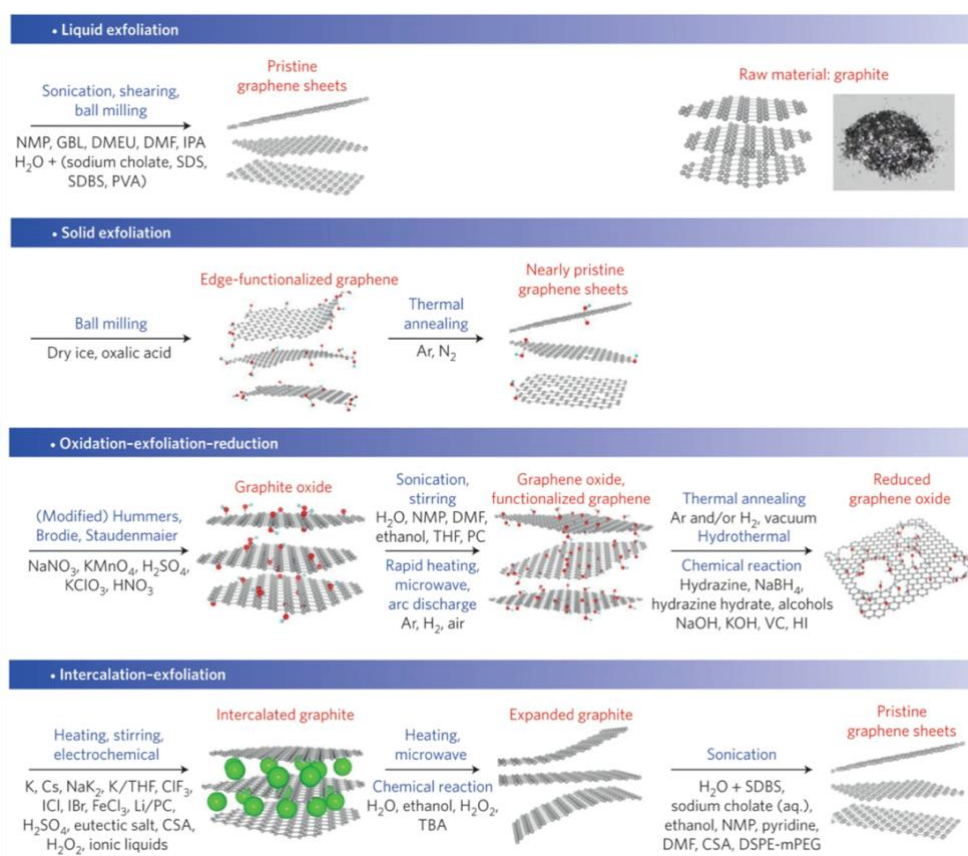 • Liquid exfoliation
Sonication, shearing,
ball milling
NMP, GBL, DMEU, DMF, IPA
H₂O + (sodium cholate, SDS,
SDBS, PVA)
Pristine
graphene sheets
Raw material: graphite
• Solid exfoliation
Ball milling
Dry ice, oxalic acid
Edge-functionalized graphene
Thermal
annealing
Ar, N₂
Nearly pristine
graphene sheets
• Oxidation–exfoliation–reduction
(Modified) Hummers,
Brodie, Staudenmaier
NaNO₃, KMnO₄, H₂SO₄,
KClO₃, HNO₃
Graphite oxide
Sonication,
stirring
H₂O, NMP, DMF,
ethanol, THF, PC
Rapid heating,
microwave,
arc discharge
Ar, H₂, air
Graphene oxide,
functionalized graphene
Thermal annealing
Ar and/or H₂, vacuum
Hydrothermal
Chemical reaction
Hydrazine, NaBH₄,
hydrazine hydrate, alcohols
NaOH, KOH, VC, HI
Reduced
graphene oxide
• Intercalation–exfoliation
Heating, stirring,
electrochemical
K, Cs, NaK₂, K/THF, ClF₃,
ICl, IBr, FeCl₃, Li/PC,
H₂SO₄, eutectic salt, CSA,
H₂O₂, ionic liquids
Intercalated graphite
Heating,
microwave
Chemical reaction
H₂O, ethanol, H₂O₂,
TBA
Expanded graphite
Sonication
H₂O + SDBS,
sodium cholate (aq.),
ethanol, NMP, pyridine,
DMF, CSA, DSPE-mPEG
Pristine
graphene sheets